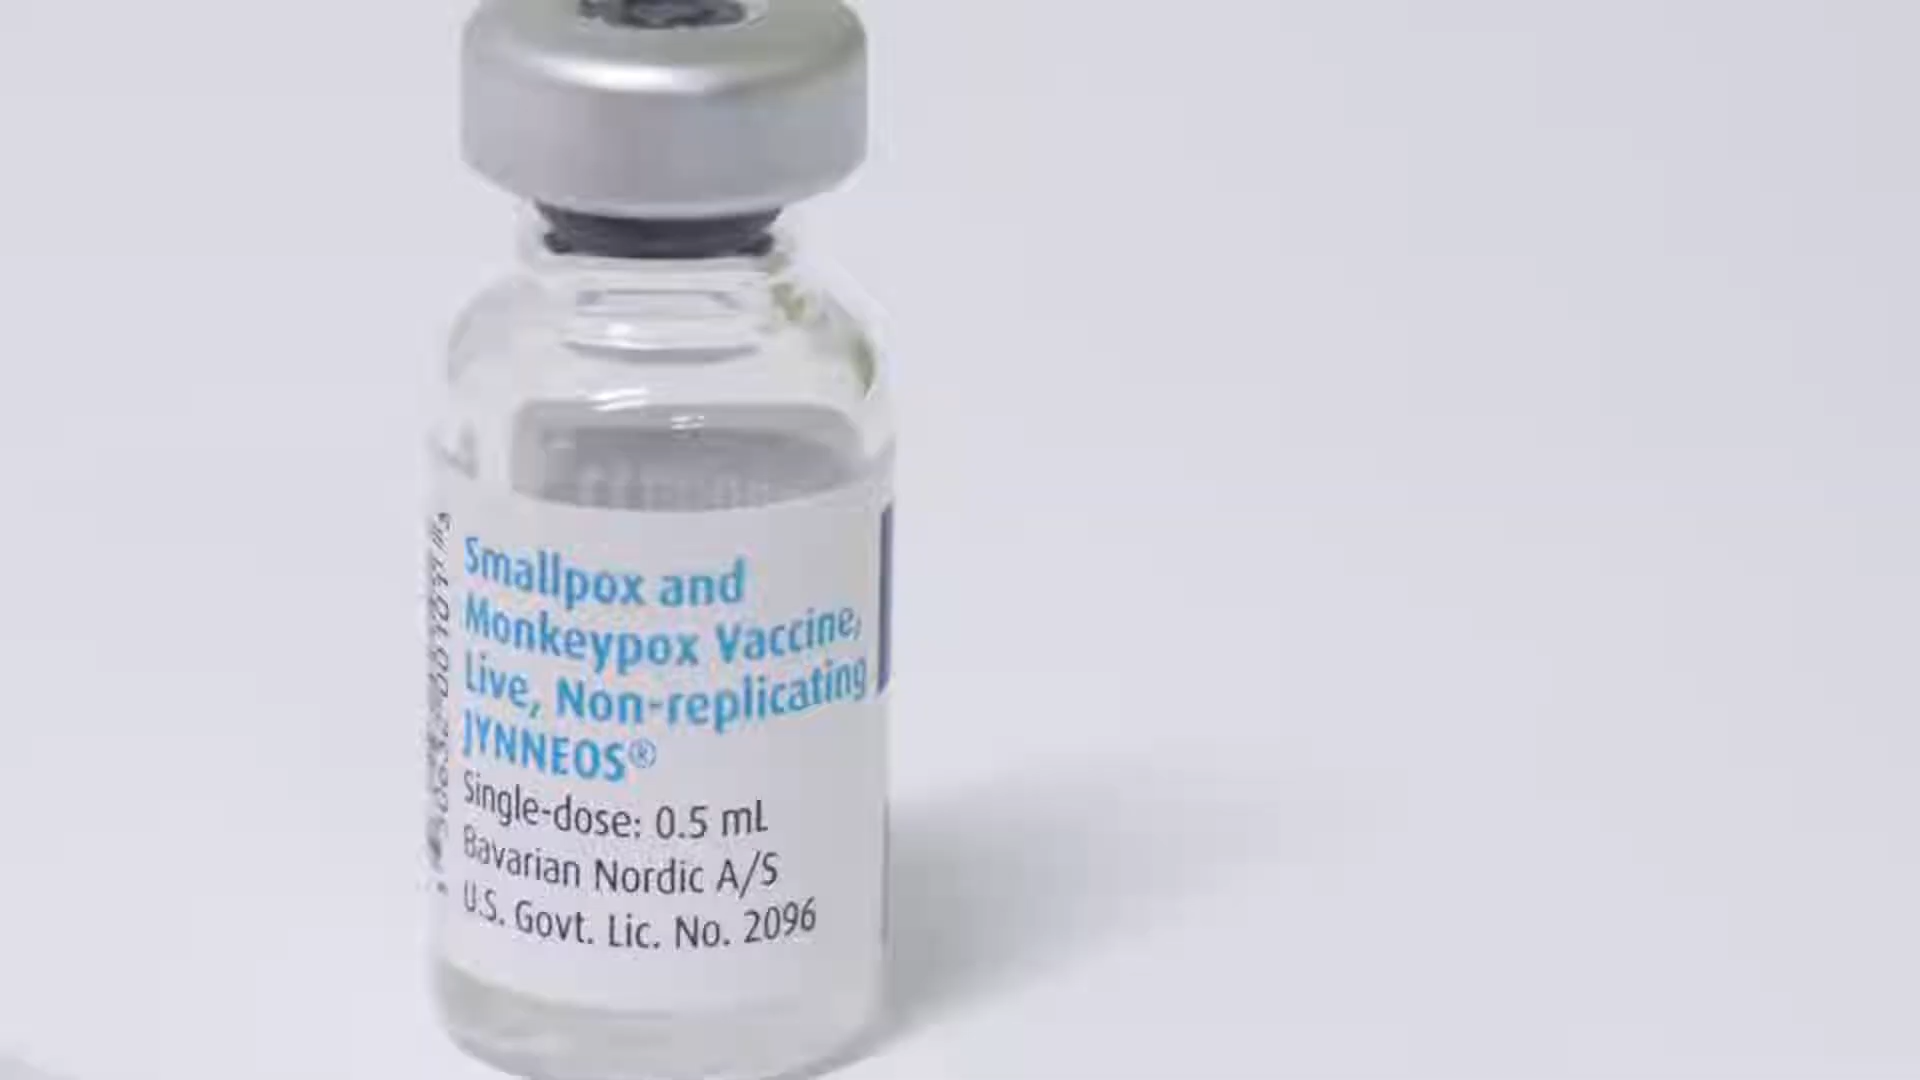 Smallpox and
Monkeypox Vaccine,
Live, Non-replicating
JYNNEOS®
Single-dose: 0.5 mL
Bavarian Nordic A/S
U.S. Govt. Lic. No. 2096